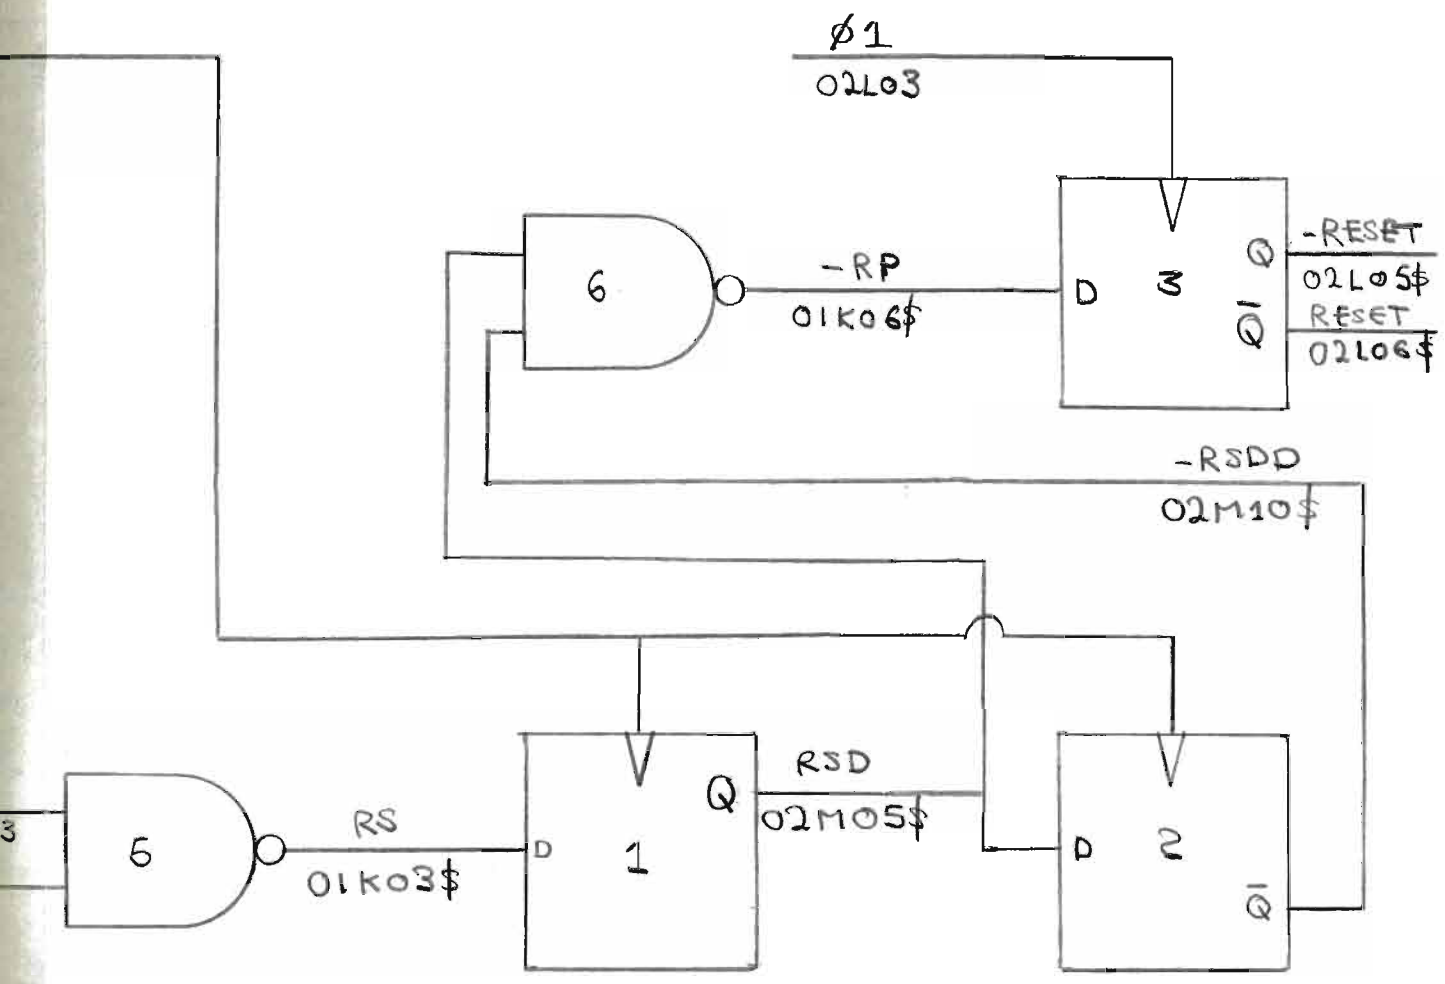 ø1
02L03
6
-RP
01K06$
D
3
Q
Q̅
-RESET
02L05$
RESET
02L06$
-RSDD
02M10$
3
5
RS
01K03$
D
1
Q
RSD
02M05$
D
2
Q̅